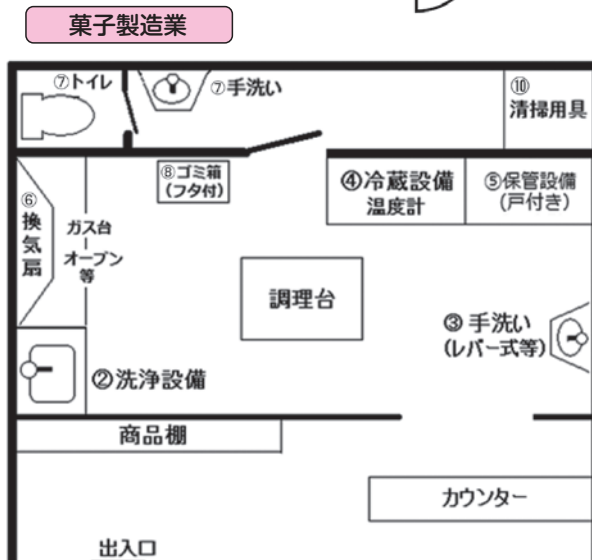 菓子製造業
⑦トイレ
⑦手洗い
⑩
清掃用具
⑧ゴミ箱
(フタ付)
④冷蔵設備
温度計
⑤保管設備
(戸付き)
⑥
換
気
扇
ガス台
オーブン
等
調理台
③手洗い
(レバー式等)
②洗浄設備
商品棚
カウンター
出入口